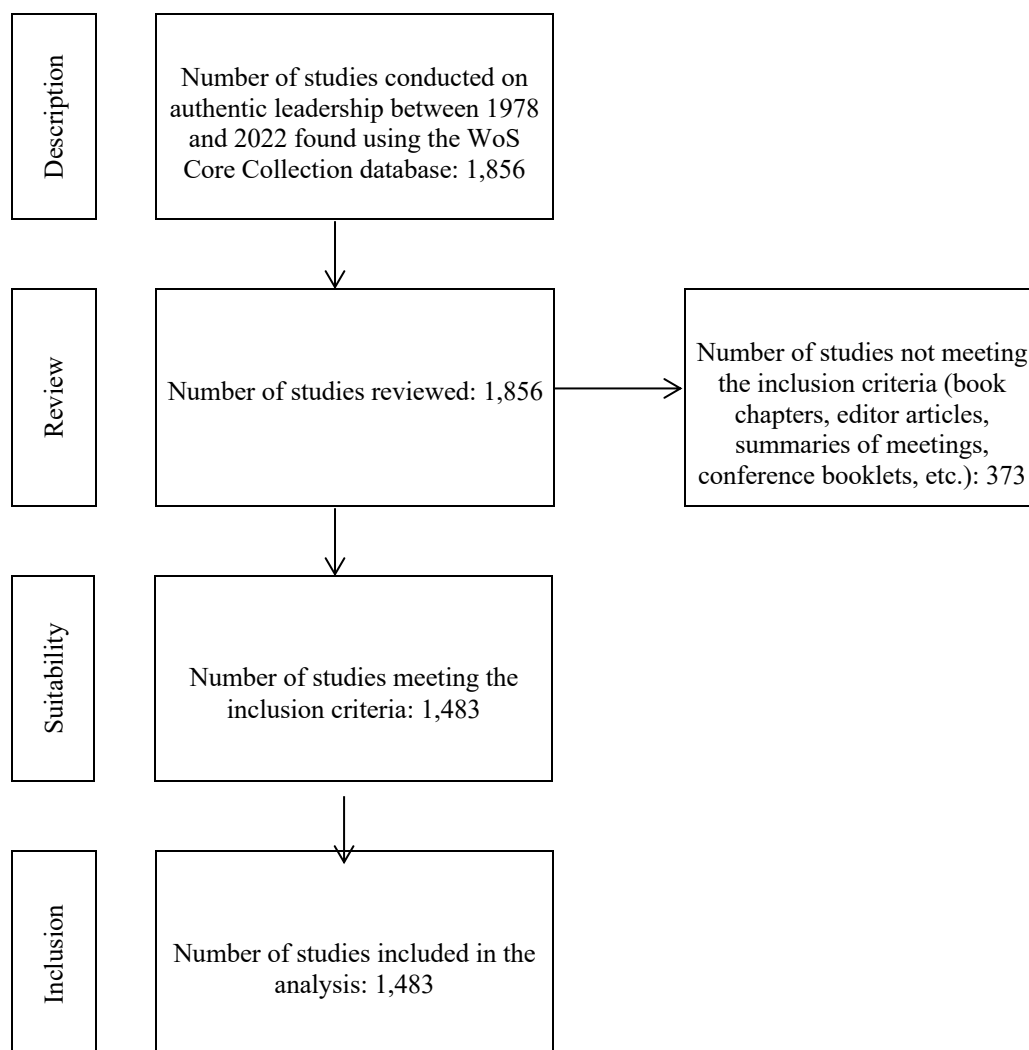 Description
Number of studies conducted on
authentic leadership between 1978
and 2022 found using the WoS
Core Collection database: 1,856
Review
Number of studies reviewed: 1,856
Number of studies not meeting
the inclusion criteria (book
chapters, editor articles,
summaries of meetings,
conference booklets, etc.): 373
Suitability
Number of studies meeting the
inclusion criteria: 1,483
Inclusion
Number of studies included in the
analysis: 1,483